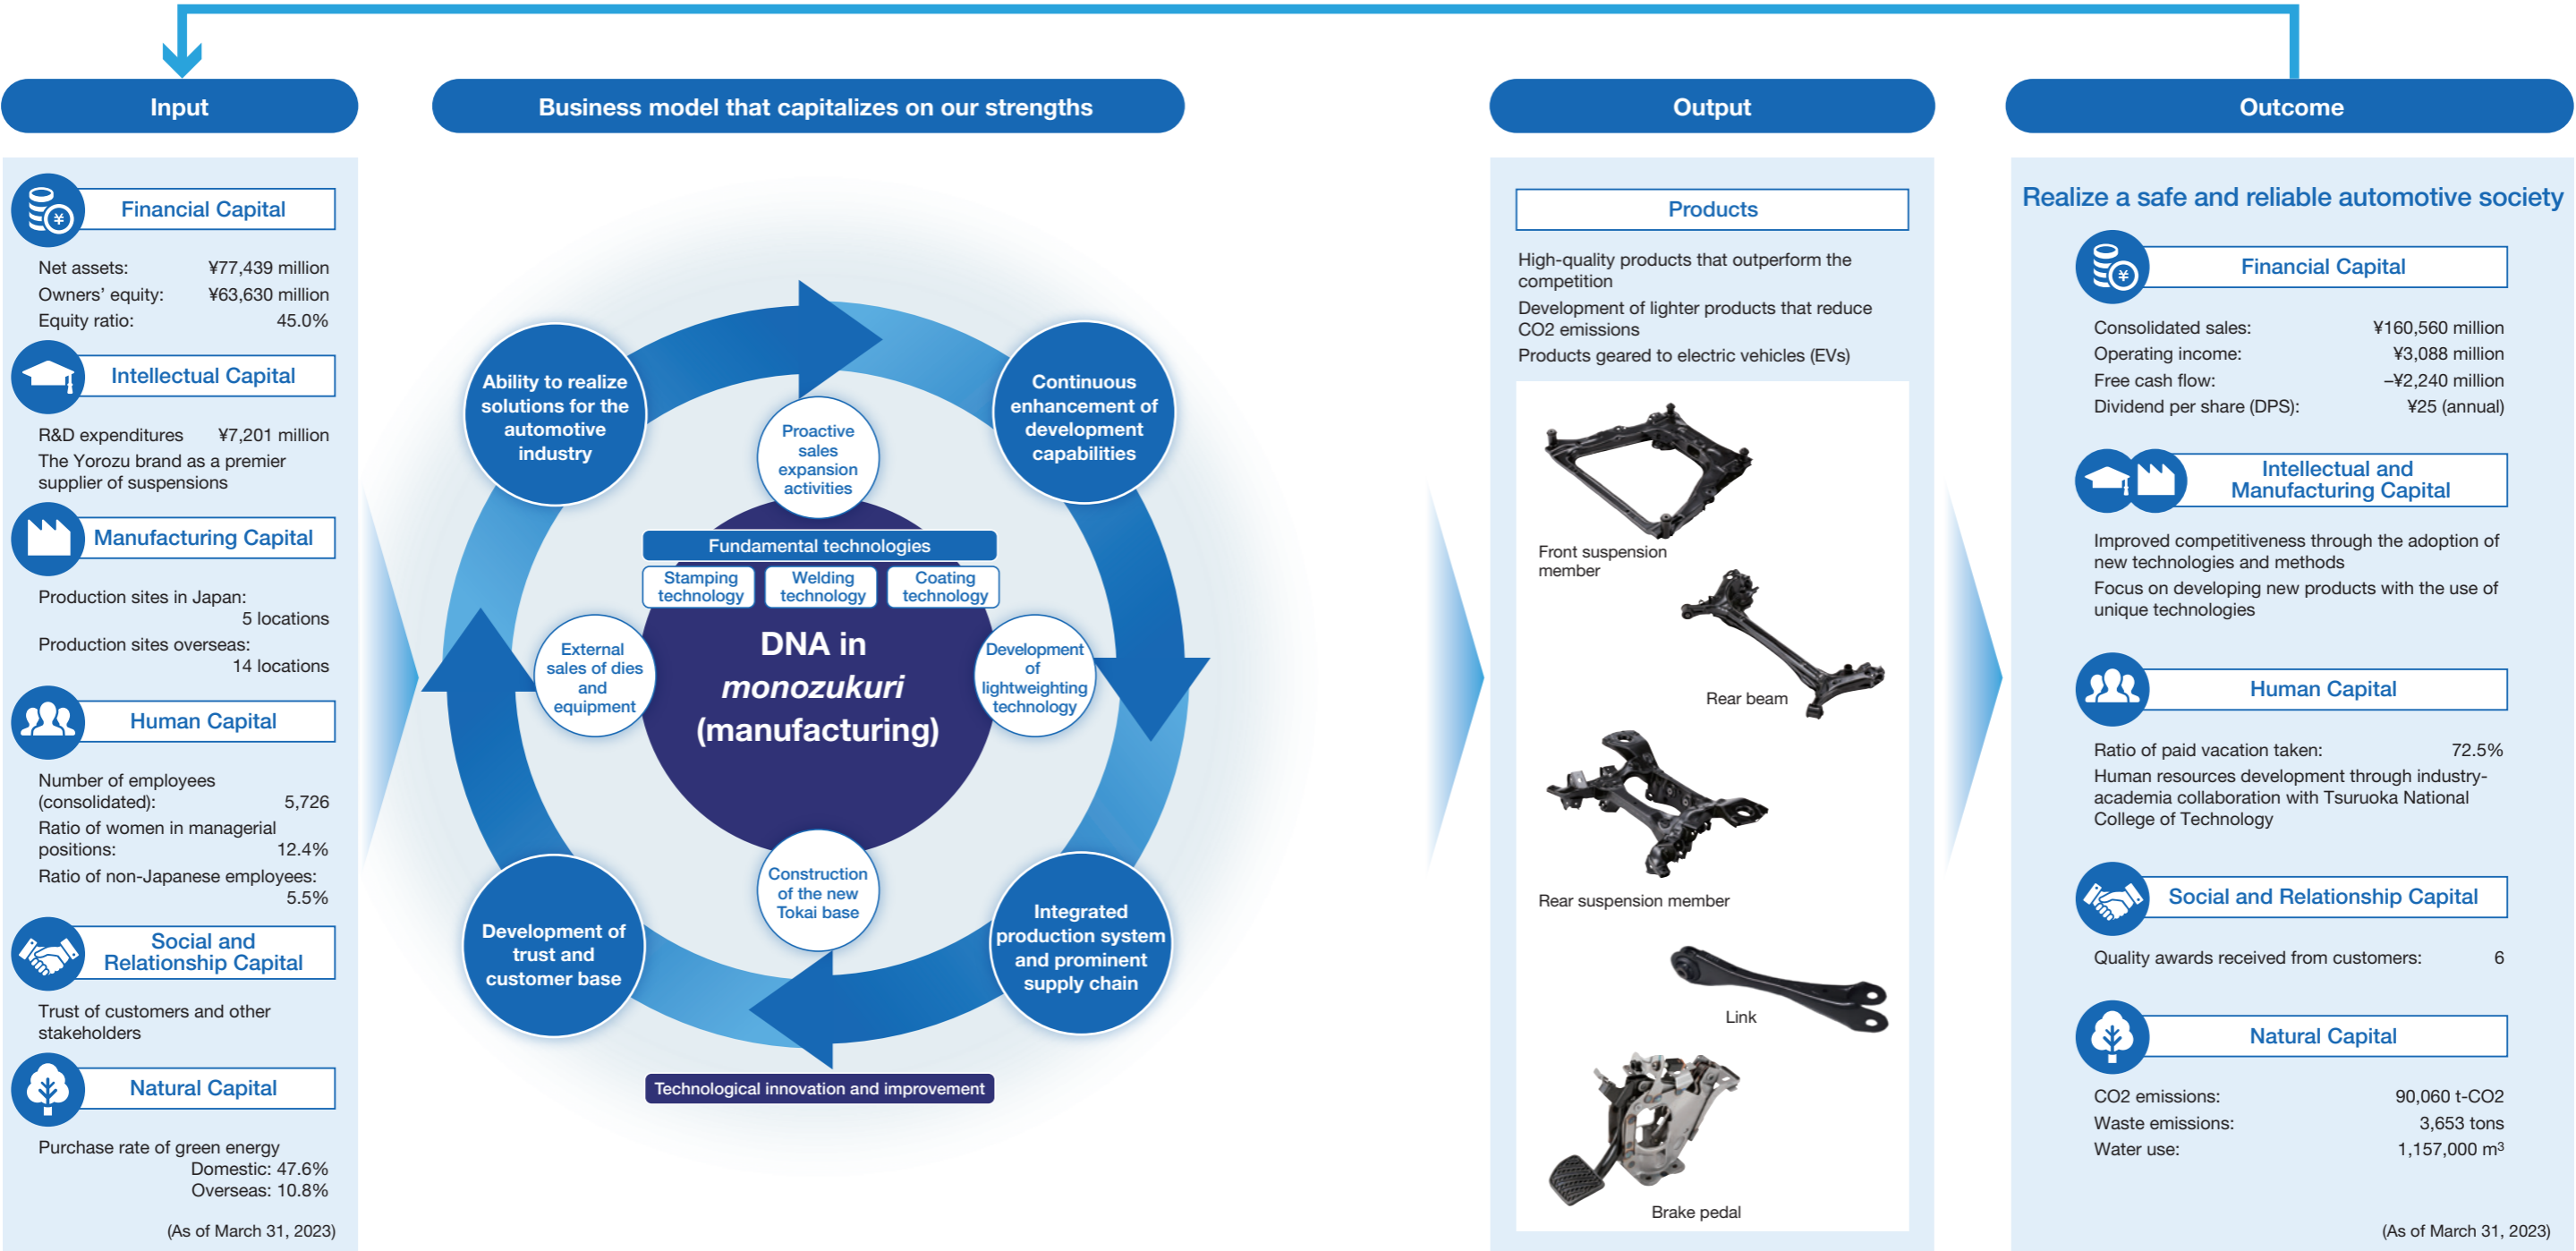 Input
Business model that capitalizes on our strengths
Output
Outcome
Financial Capital
Net assets: ¥77,439 million
Owners’ equity: ¥63,630 million
Equity ratio: 45.0%
Intellectual Capital
R&D expenditures ¥7,201 million
The Yorozu brand as a premier
supplier of suspensions
Manufacturing Capital
Production sites in Japan:
5 locations
Production sites overseas:
14 locations
Human Capital
Number of employees
(consolidated): 5,726
Ratio of women in managerial
positions: 12.4%
Ratio of non-Japanese employees:
5.5%
Social and
Relationship Capital
Trust of customers and other
stakeholders
Natural Capital
Purchase rate of green energy
Domestic: 47.6%
Overseas: 10.8%
(As of March 31, 2023)
Ability to realize
solutions for the
automotive
industry
Continuous
enhancement of
development
capabilities
Proactive
sales
expansion
activities
Fundamental technologies
Stamping
technology
Welding
technology
Coating
technology
External
sales of dies
and
equipment
DNA in
monozukuri
(manufacturing)
Development
of
lightweighting
technology
Construction
of the new
Tokai base
Development of
trust and
customer base
Integrated
production system
and prominent
supply chain
Technological innovation and improvement
Products
High-quality products that outperform the
competition
Development of lighter products that reduce
CO2 emissions
Products geared to electric vehicles (EVs)
Front suspension
member
Rear beam
Rear suspension member
Link
Brake pedal
Realize a safe and reliable automotive society
Financial Capital
Consolidated sales: ¥160,560 million
Operating income: ¥3,088 million
Free cash flow: –¥2,240 million
Dividend per share (DPS): ¥25 (annual)
Intellectual and
Manufacturing Capital
Improved competitiveness through the adoption of
new technologies and methods
Focus on developing new products with the use of
unique technologies
Human Capital
Ratio of paid vacation taken: 72.5%
Human resources development through industry-
academia collaboration with Tsuruoka National
College of Technology
Social and Relationship Capital
Quality awards received from customers: 6
Natural Capital
CO2 emissions: 90,060 t-CO2
Waste emissions: 3,653 tons
Water use: 1,157,000 m³
(As of March 31, 2023)